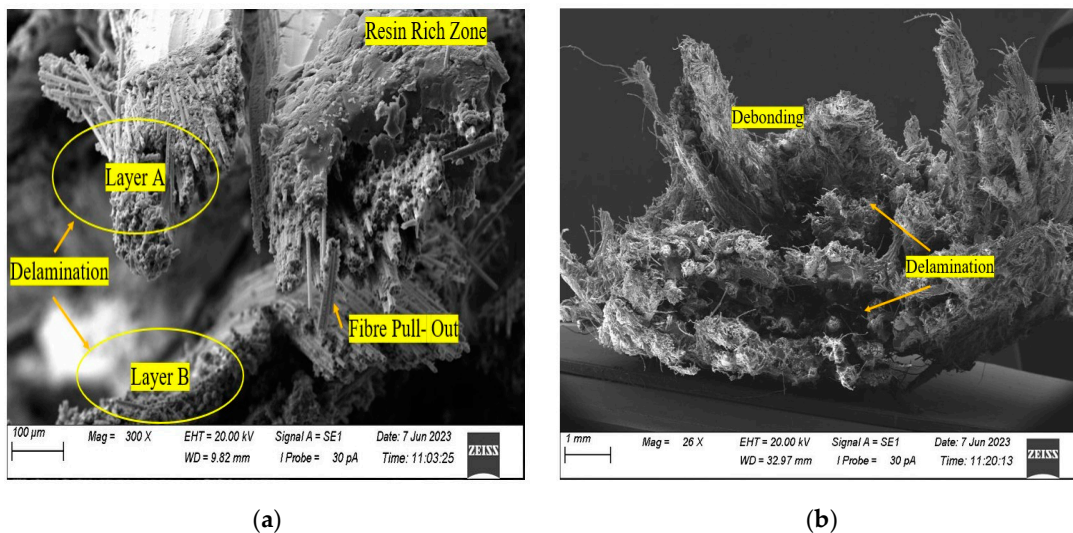 Resin Rich Zone
Layer A
Delamination
Fibre Pull- Out
Layer B
100 µm
Mag = 300 X
EHT = 20.00 kV
Signal A = SE1
Date: 7 Jun 2023
WD = 9.82 mm
I Probe = 30 pA
Time: 11:03:25
ZEISS
(a)
Debonding
Delamination
1 mm
Mag = 26 X
EHT = 20.00 kV
Signal A = SE1
Date: 7 Jun 2023
WD = 32.97 mm
I Probe = 30 pA
Time: 11:20:13
ZEISS
(b)